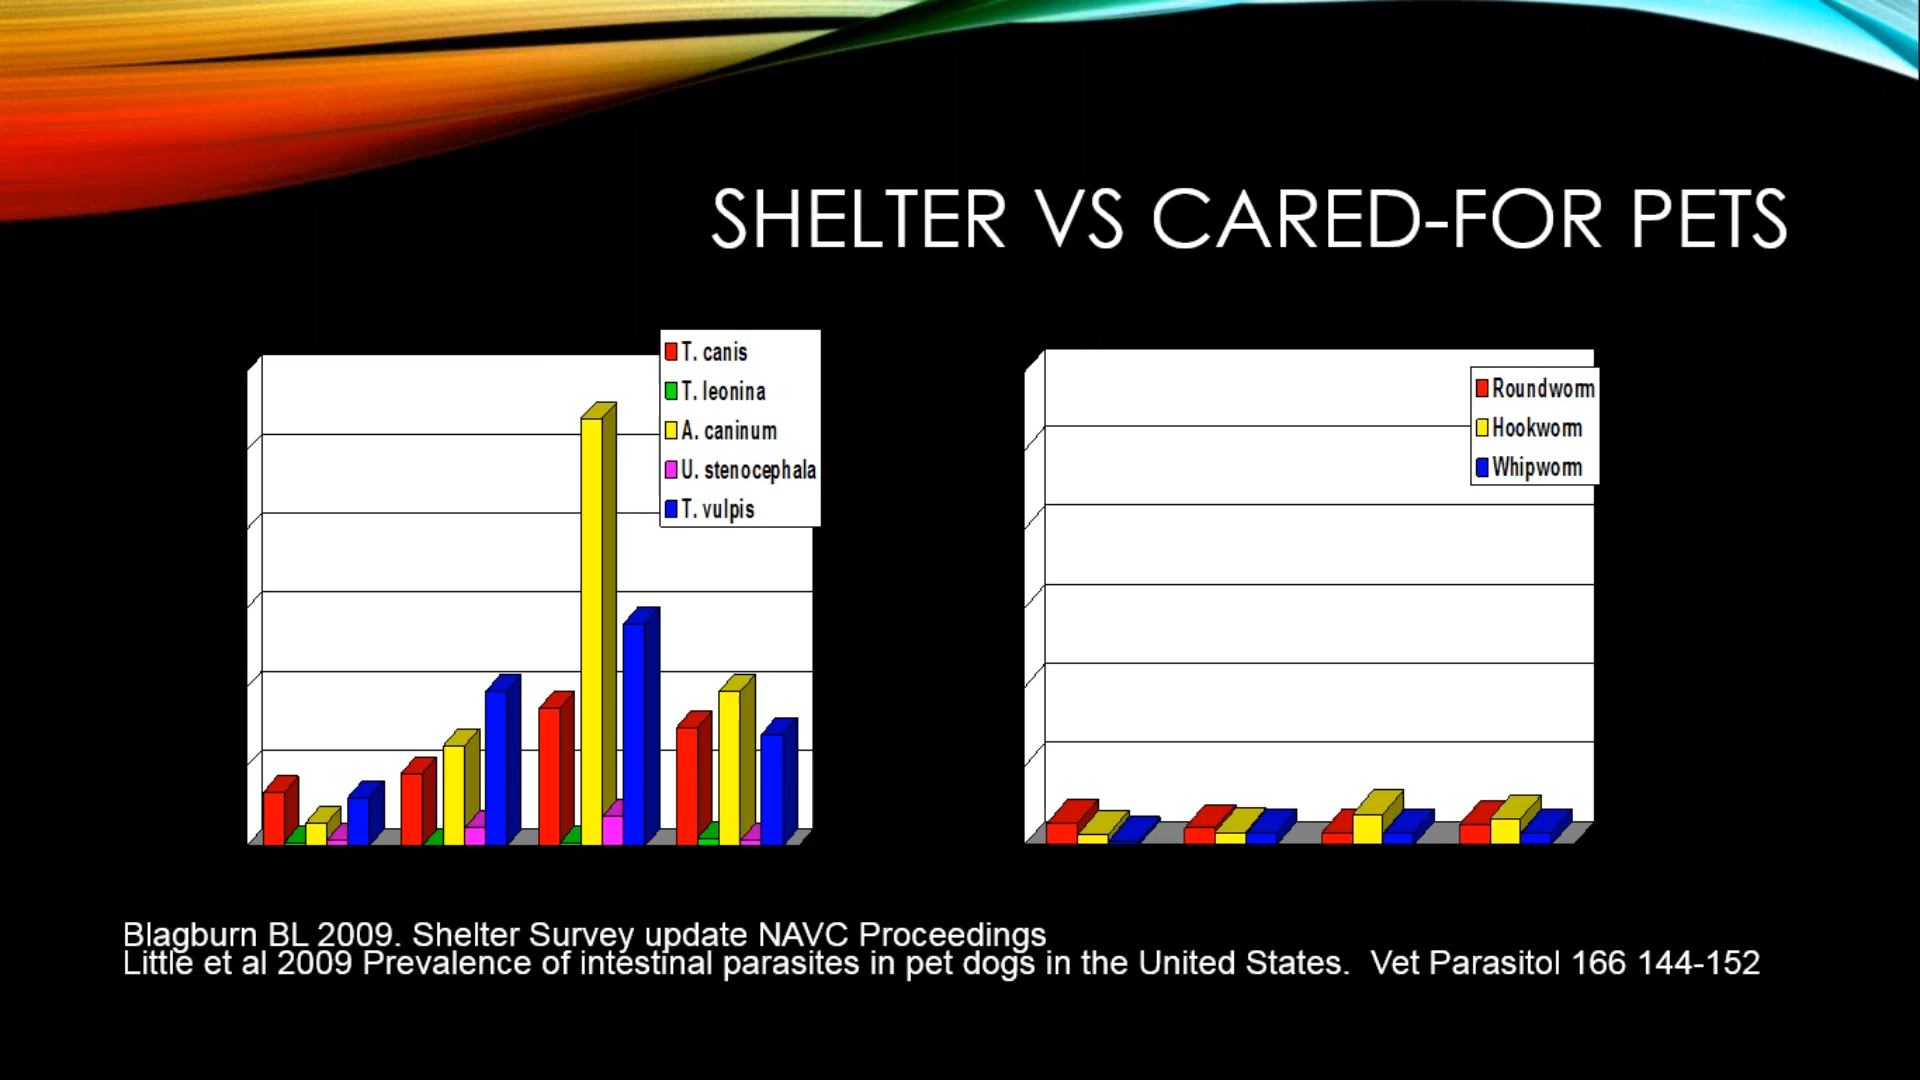 SHELTER VS CARED-FOR PETS
T. canis
T. leonina
A. caninum
U. stenocephala
T. vulpis
Roundworm
Hookworm
Whipworm
Blagburn BL 2009. Shelter Survey update NAVC Proceedings
Little et al 2009 Prevalence of intestinal parasites in pet dogs in the United States.  Vet Parasitol 166 144-152